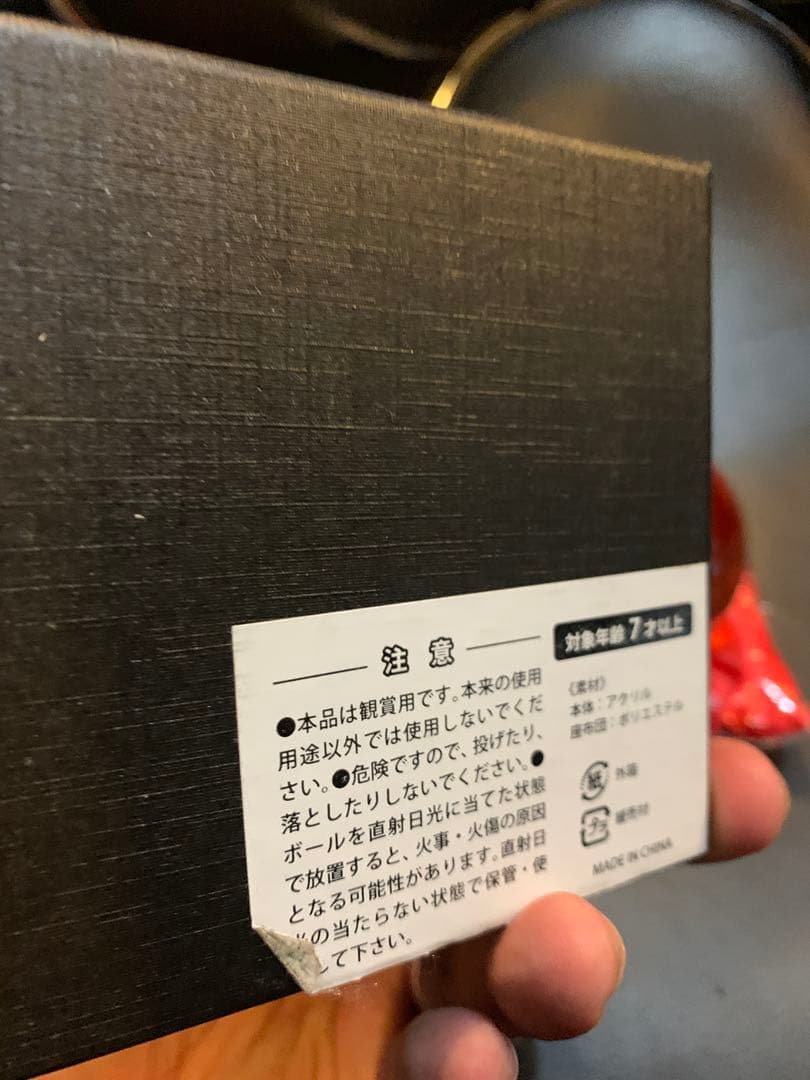 注意
●本品は観賞用です。本来の使用
用途以外では使用しないでくだ
さい。●危険ですので、投げたり、
落としたりしないでください。●
ボールを直射日光に当てた状態
で放置すると、火事・火傷の原因
となる可能性があります。直射日
の当たらない状態で保管・使
して下さい。
対象年齢7才以上
《素材》
本体：アクリル
座布団：ポリエステル
紙 外箱
プラ 緩衝材
MADE IN CHINA